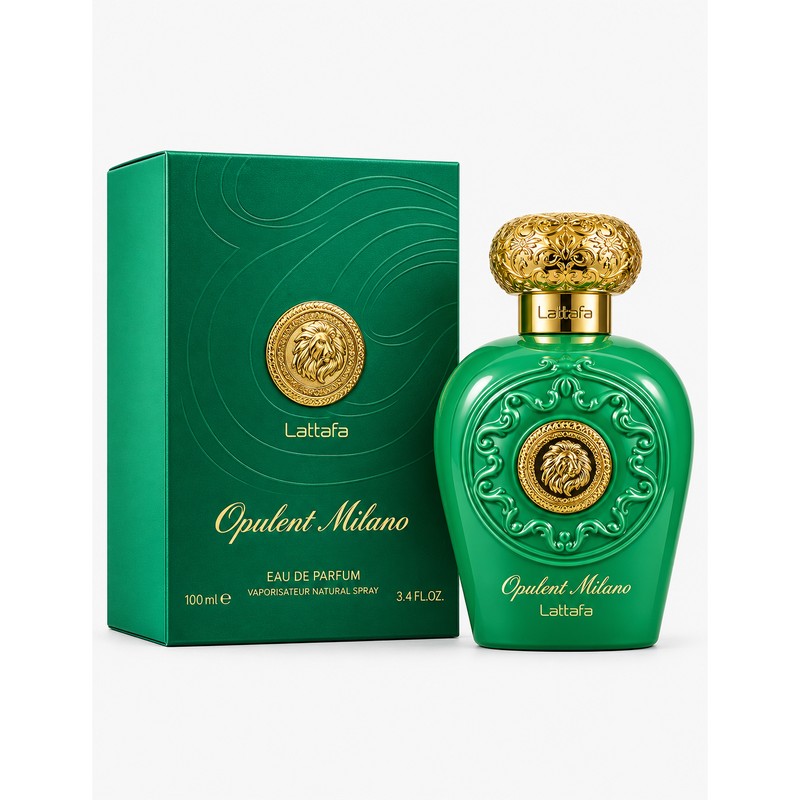 Lattafa
Opulent Milano
EAU DE PARFUM
VAPORISATEUR NATURAL SPRAY
100 ml e 3.4 FL.OZ.
Lattafa
Opulent Milano
Lattafa